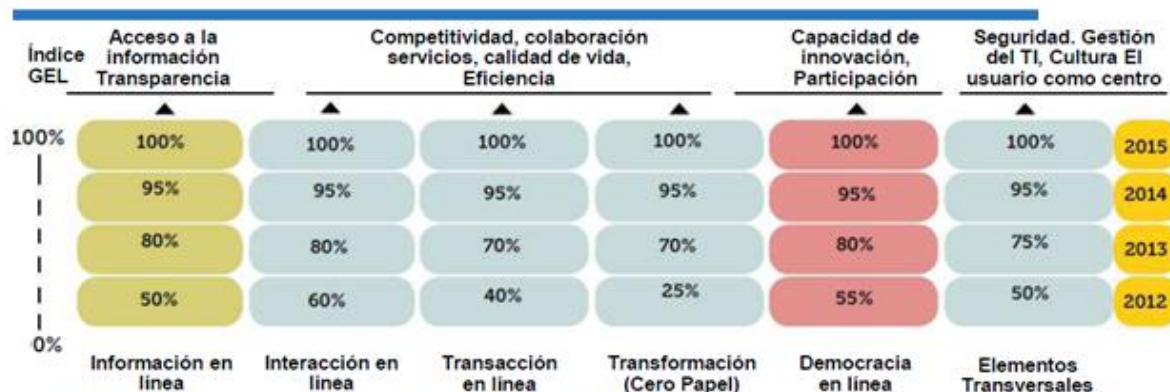 Índice
GEL
Acceso a la
información
Transparencia
Competitividad, colaboración
servicios, calidad de vida,
Eficiencia
Capacidad de
innovación,
Participación
Seguridad. Gestión
del TI, Cultura El
usuario como centro
100%
100% 100% 100% 100% 100% 100% 2015
95% 95% 95% 95% 95% 95% 2014
80% 80% 70% 70% 80% 75% 2013
50% 60% 40% 25% 55% 50% 2012
0%
Información en
línea
Interacción en
línea
Transacción
en línea
Transformación
(Cero Papel)
Democracia
en línea
Elementos
Transversales